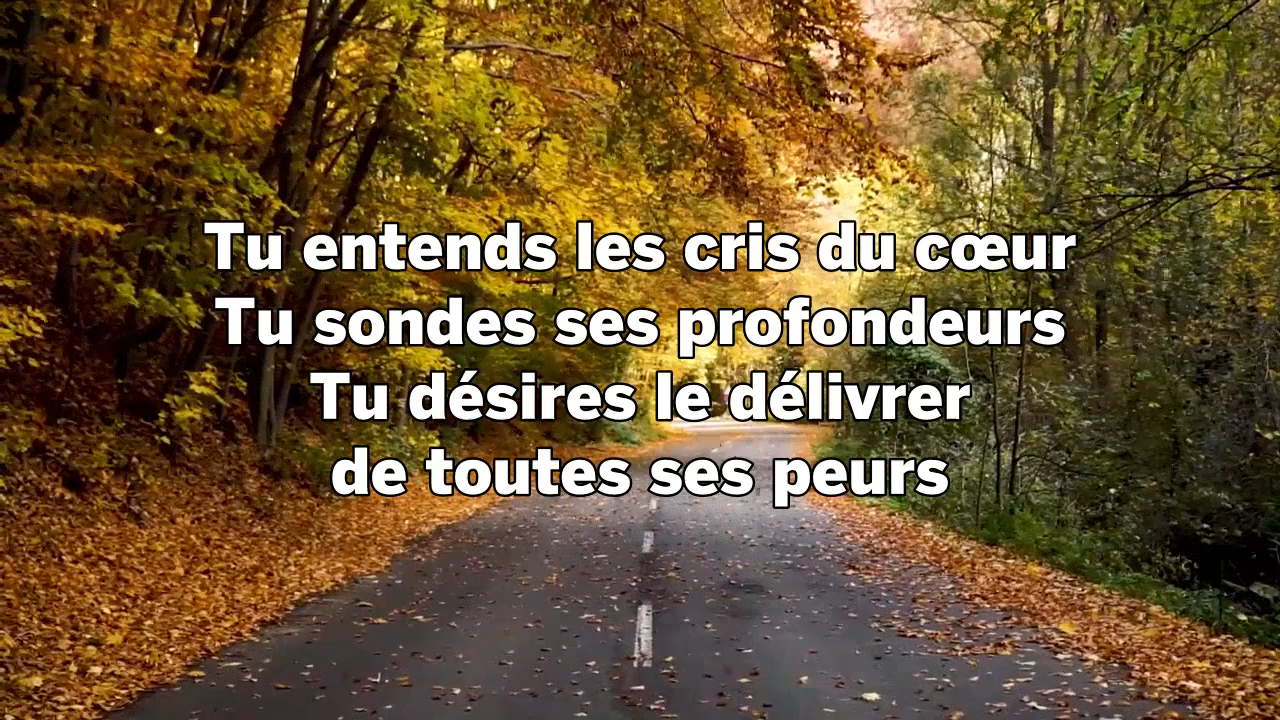 Tu entends les cris du cœur
Tu sondes ses profondeurs
Tu désires le délivrer
de toutes ses peurs